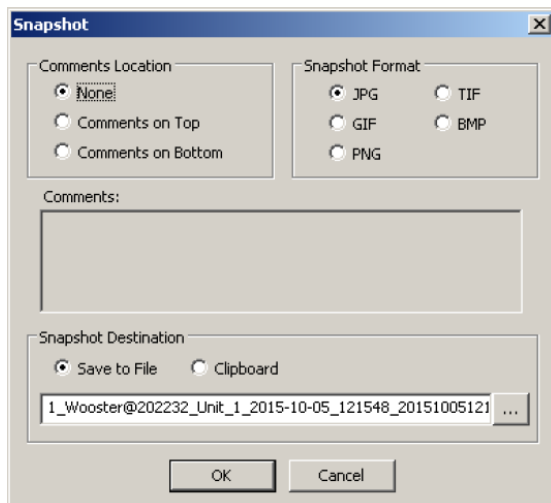 Snapshot
Comments Location
None
Comments on Top
Comments on Bottom
Snapshot Format
JPG
TIF
GIF
BMP
PNG
Comments:
Snapshot Destination
Save to File
Clipboard
1_Wooster@202232_Unit_1_2015-10-05_121548_20151005121
...
OK
Cancel